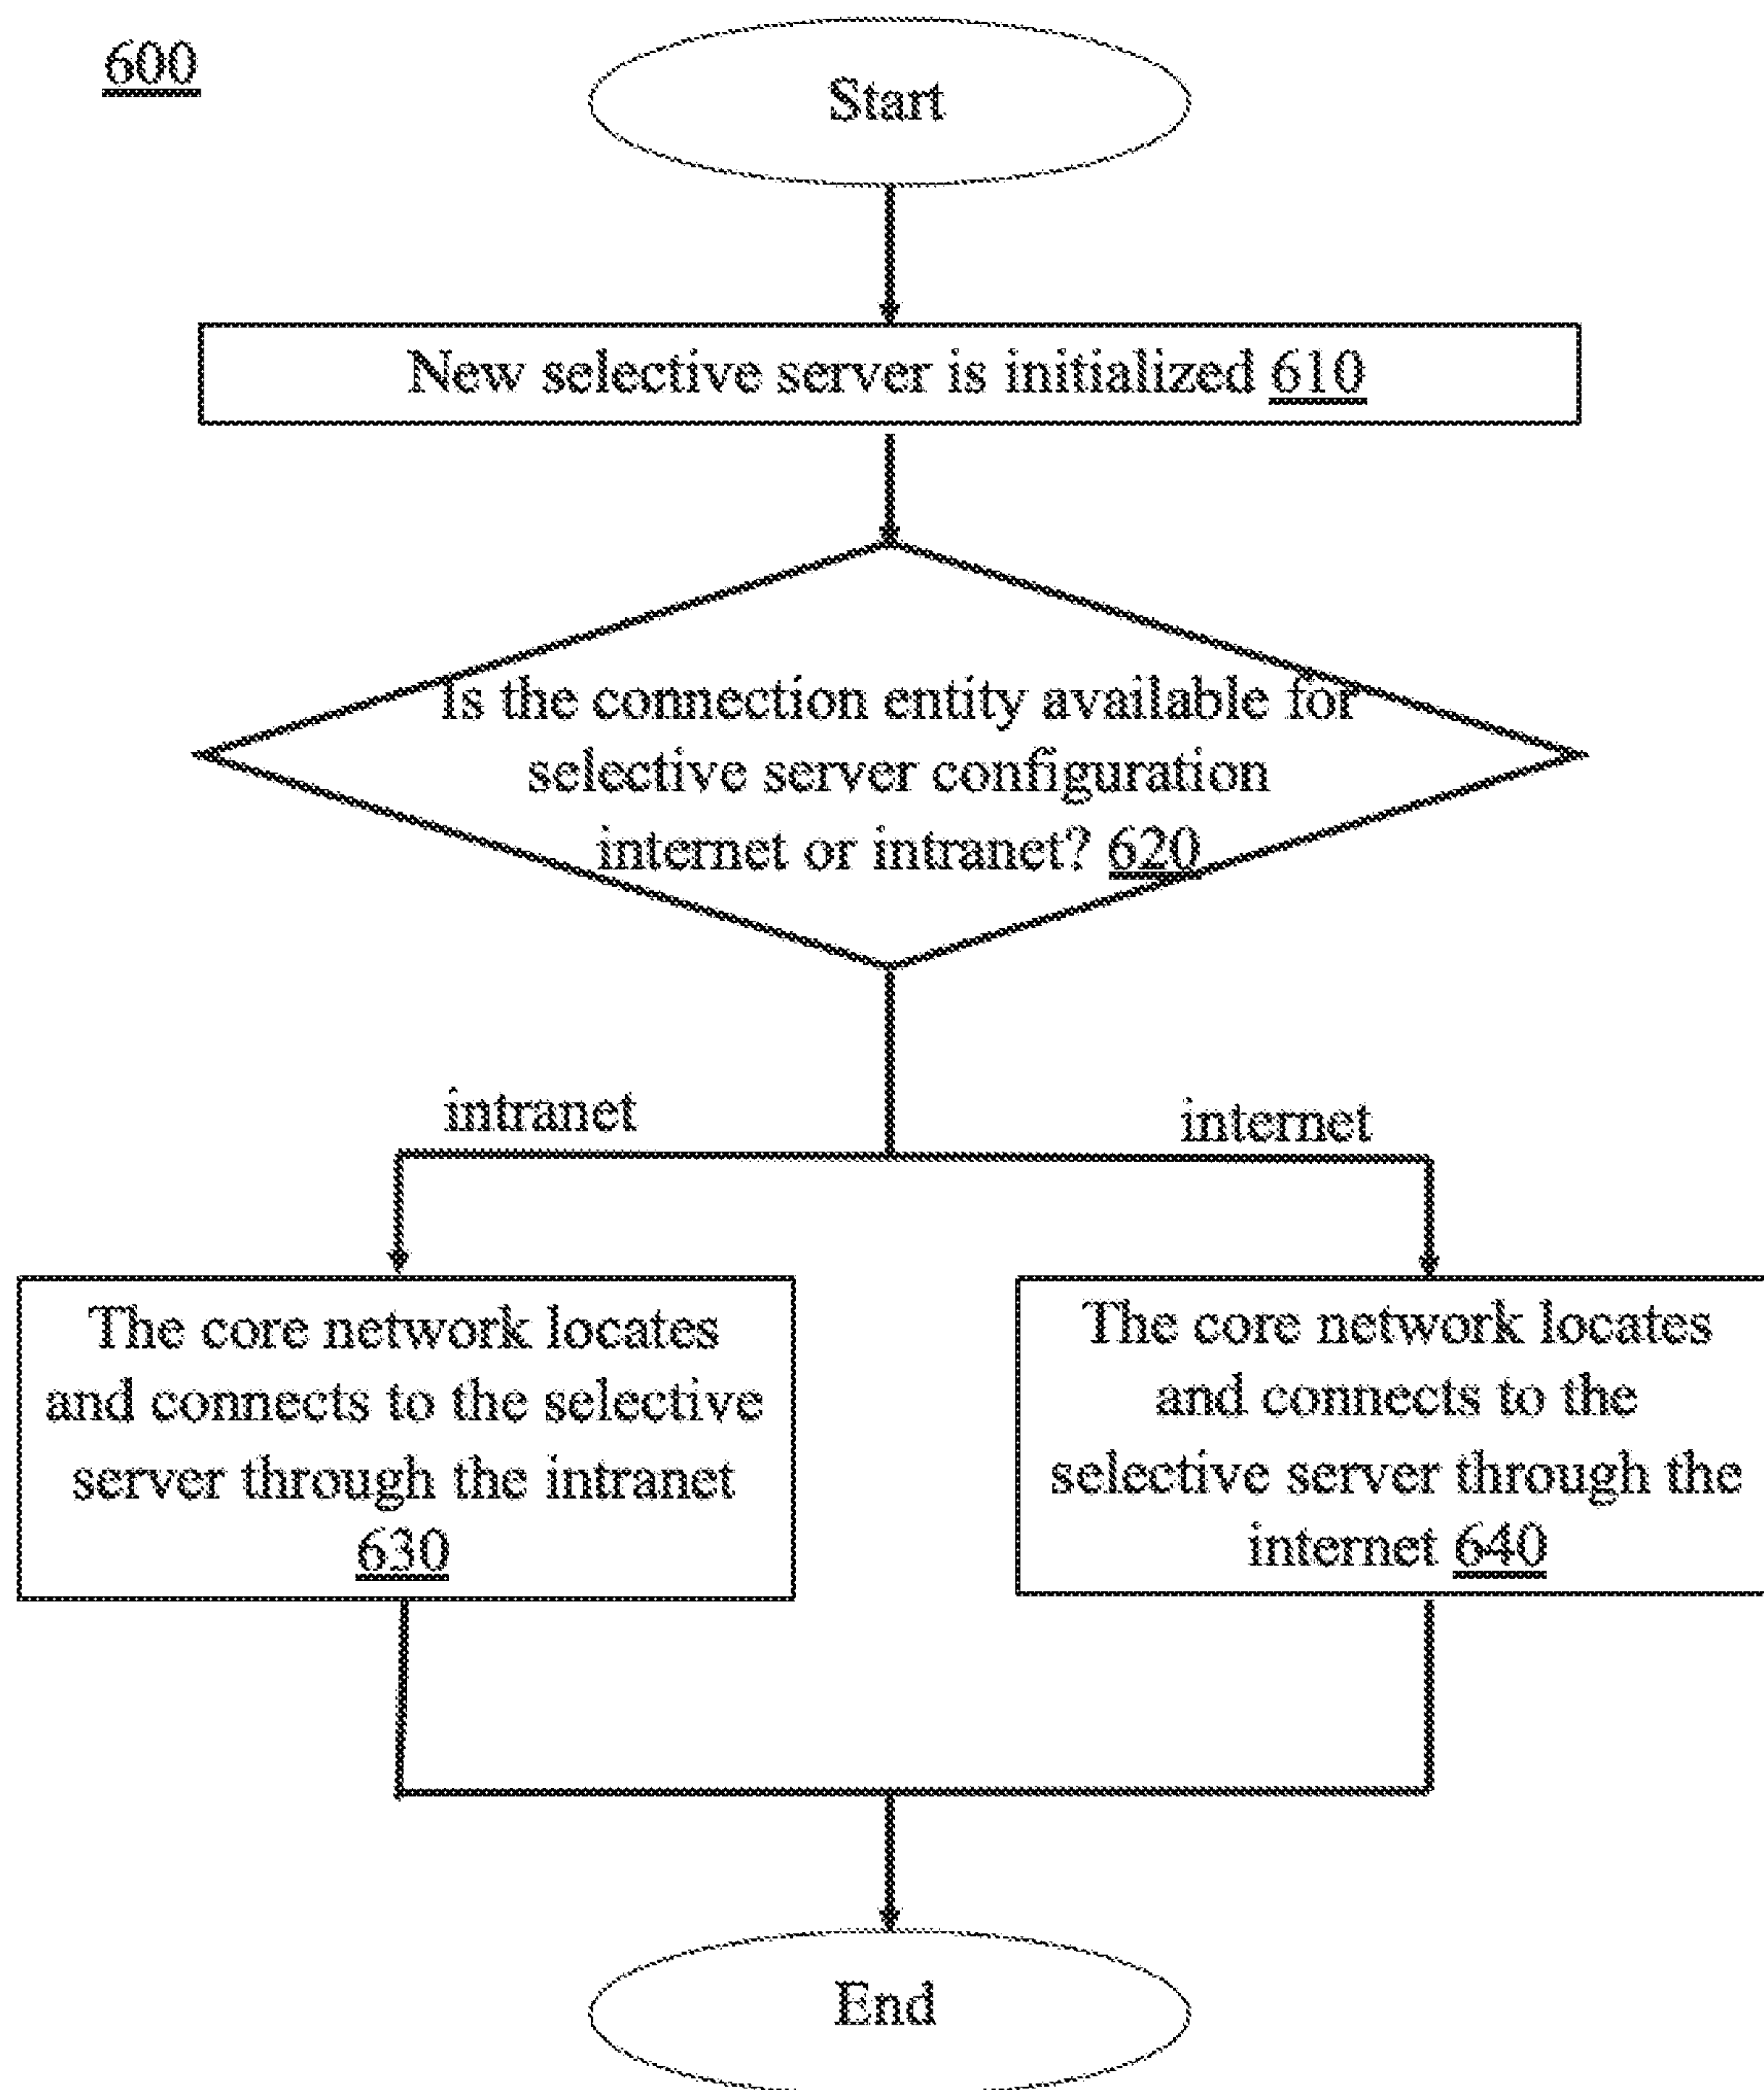 600
Start
New selective server is initialized 610
Is the connection entity available for
selective server configuration
internet or intranet? 620
intranet
internet
The core network locates
and connects to the selective
server through the intranet
630
The core network locates
and connects to the
selective server through the
internet 640
End